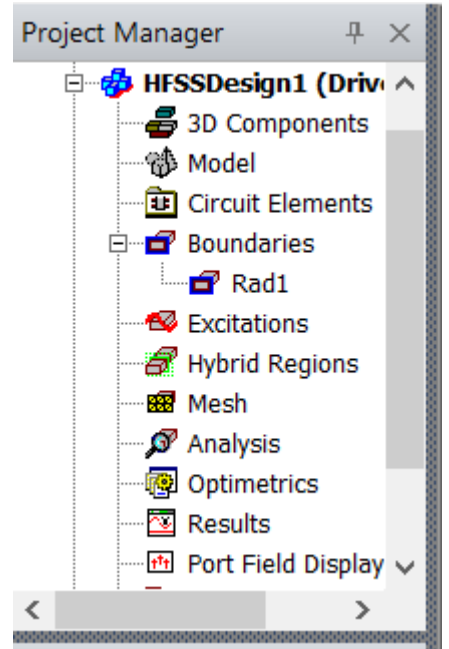 Project Manager
HFSSDesign1 (Drive
3D Components
Model
Circuit Elements
Boundaries
Rad1
Excitations
Hybrid Regions
Mesh
Analysis
Optimetrics
Results
Port Field Display